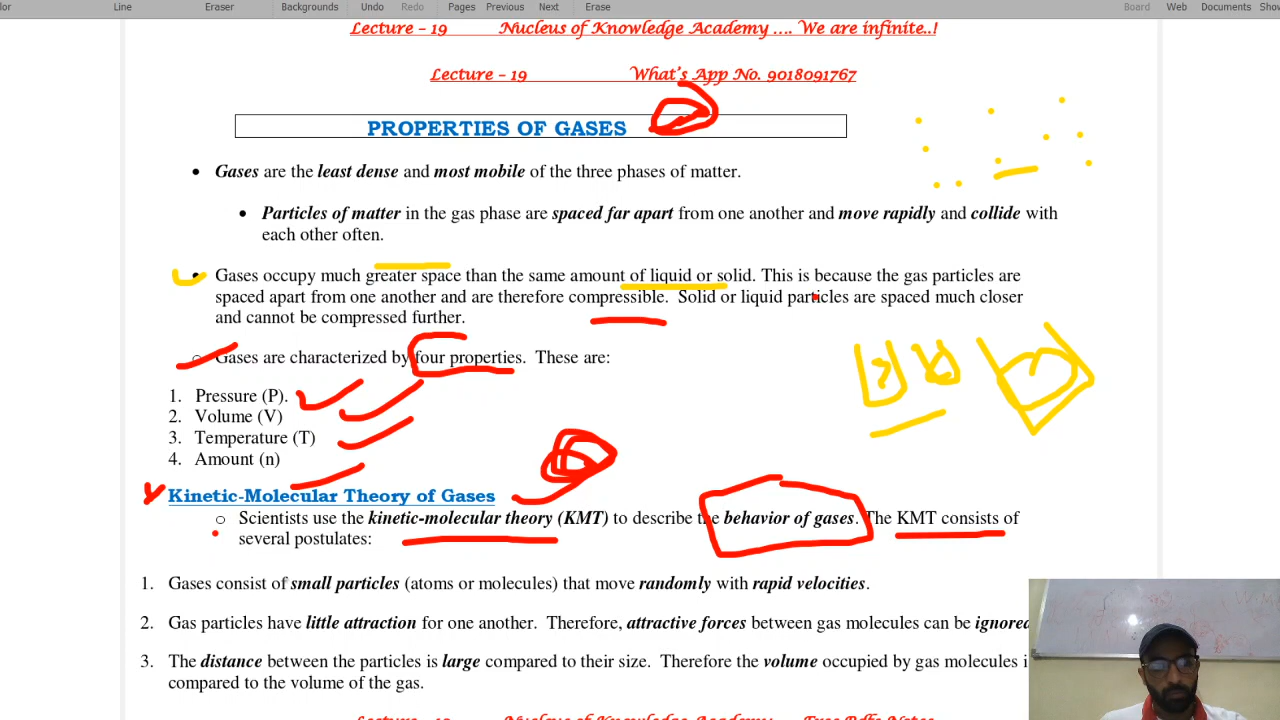 Line Eraser Backgrounds Undo Redo Pages Previous Next Erase Board Web Documents
Lecture – 19 Nucleus of Knowledge Academy .... We are infinite..!
Lecture – 19 What's App No. 9018091767
PROPERTIES OF GASES
• Gases are the least dense and most mobile of the three phases of matter.
• Particles of matter in the gas phase are spaced far apart from one another and move rapidly and collide with
each other often.
• Gases occupy much greater space than the same amount of liquid or solid. This is because the gas particles are
spaced apart from one another and are therefore compressible. Solid or liquid particles are spaced much closer
and cannot be compressed further.
o Gases are characterized by four properties. These are:
1. Pressure (P).
2. Volume (V)
3. Temperature (T)
4. Amount (n)
Kinetic-Molecular Theory of Gases
o Scientists use the kinetic-molecular theory (KMT) to describe the behavior of gases. The KMT consists of
several postulates:
1. Gases consist of small particles (atoms or molecules) that move randomly with rapid velocities.
2. Gas particles have little attraction for one another. Therefore, attractive forces between gas molecules can be ignored
3. The distance between the particles is large compared to their size. Therefore the volume occupied by gas molecules
compared to the volume of the gas.